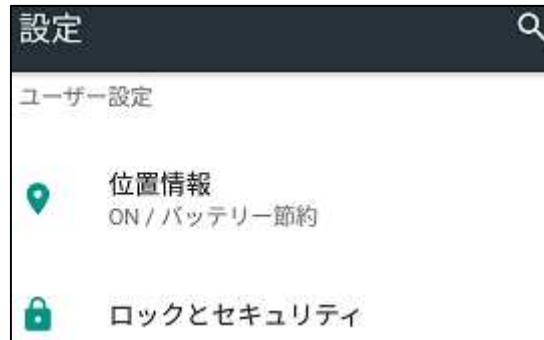 設定
ユーザー設定
位置情報
ON / バッテリー節約
ロックとセキュリティ